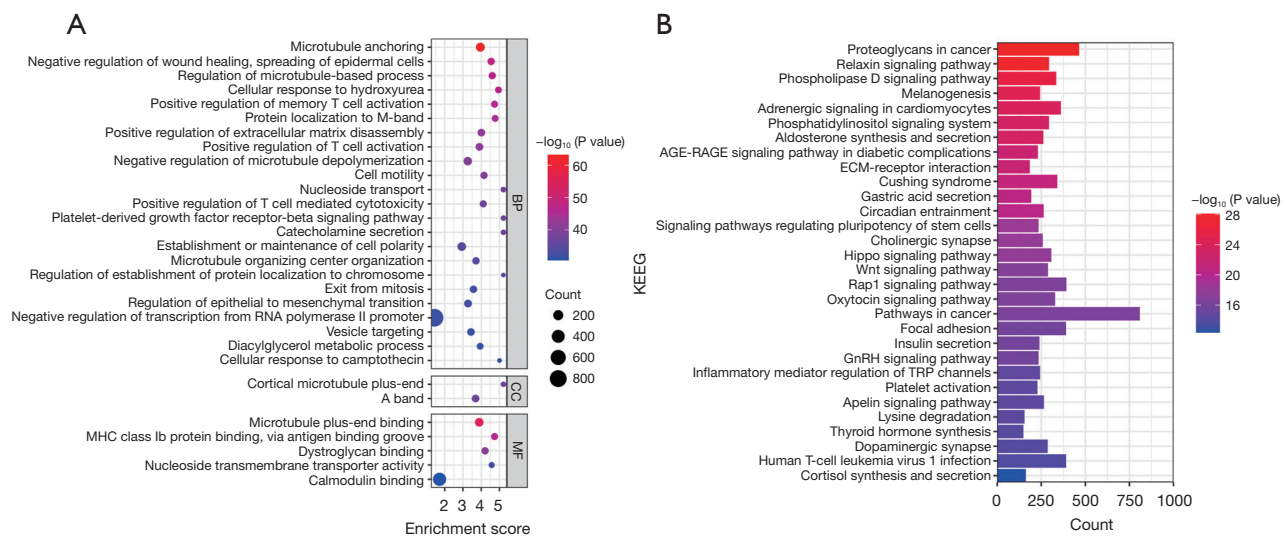 A
Microtubule anchoring
Negative regulation of wound healing, spreading of epidermal cells
Regulation of microtubule-based process
Cellular response to hydroxyurea
Positive regulation of memory T cell activation
Protein localization to M-band
Positive regulation of extracellular matrix disassembly
Positive regulation of T cell activation
Negative regulation of microtubule depolymerization
Cell motility
Nucleoside transport
Positive regulation of T cell mediated cytotoxicity
Platelet-derived growth factor receptor-beta signaling pathway
Catecholamine secretion
Establishment or maintenance of cell polarity
Microtubule organizing center organization
Regulation of establishment of protein localization to chromosome
Exit from mitosis
Regulation of epithelial to mesenchymal transition
Negative regulation of transcription from RNA polymerase II promoter
Vesicle targeting
Diacylglycerol metabolic process
Cellular response to camptothecin
BP
Cortical microtubule plus-end
A band
CC
Microtubule plus-end binding
MHC class Ib protein binding, via antigen binding groove
Dystroglycan binding
Nucleoside transmembrane transporter activity
Calmodulin binding
MF
2 3 4 5
Enrichment score
−log10 (P value)
60
50
40
Count
200
400
600
800
B
KEEG
Proteoglycans in cancer
Relaxin signaling pathway
Phospholipase D signaling pathway
Melanogenesis
Adrenergic signaling in cardiomyocytes
Phosphatidylinositol signaling system
Aldosterone synthesis and secretion
AGE-RAGE signaling pathway in diabetic complications
ECM-receptor interaction
Cushing syndrome
Gastric acid secretion
Circadian entrainment
Signaling pathways regulating pluripotency of stem cells
Cholinergic synapse
Hippo signaling pathway
Wnt signaling pathway
Rap1 signaling pathway
Oxytocin signaling pathway
Pathways in cancer
Focal adhesion
Insulin secretion
GnRH signaling pathway
Inflammatory mediator regulation of TRP channels
Platelet activation
Apelin signaling pathway
Lysine degradation
Thyroid hormone synthesis
Dopaminergic synapse
Human T-cell leukemia virus 1 infection
Cortisol synthesis and secretion
0 250 500 750 1000
Count
−log10 (P value)
28
24
20
16